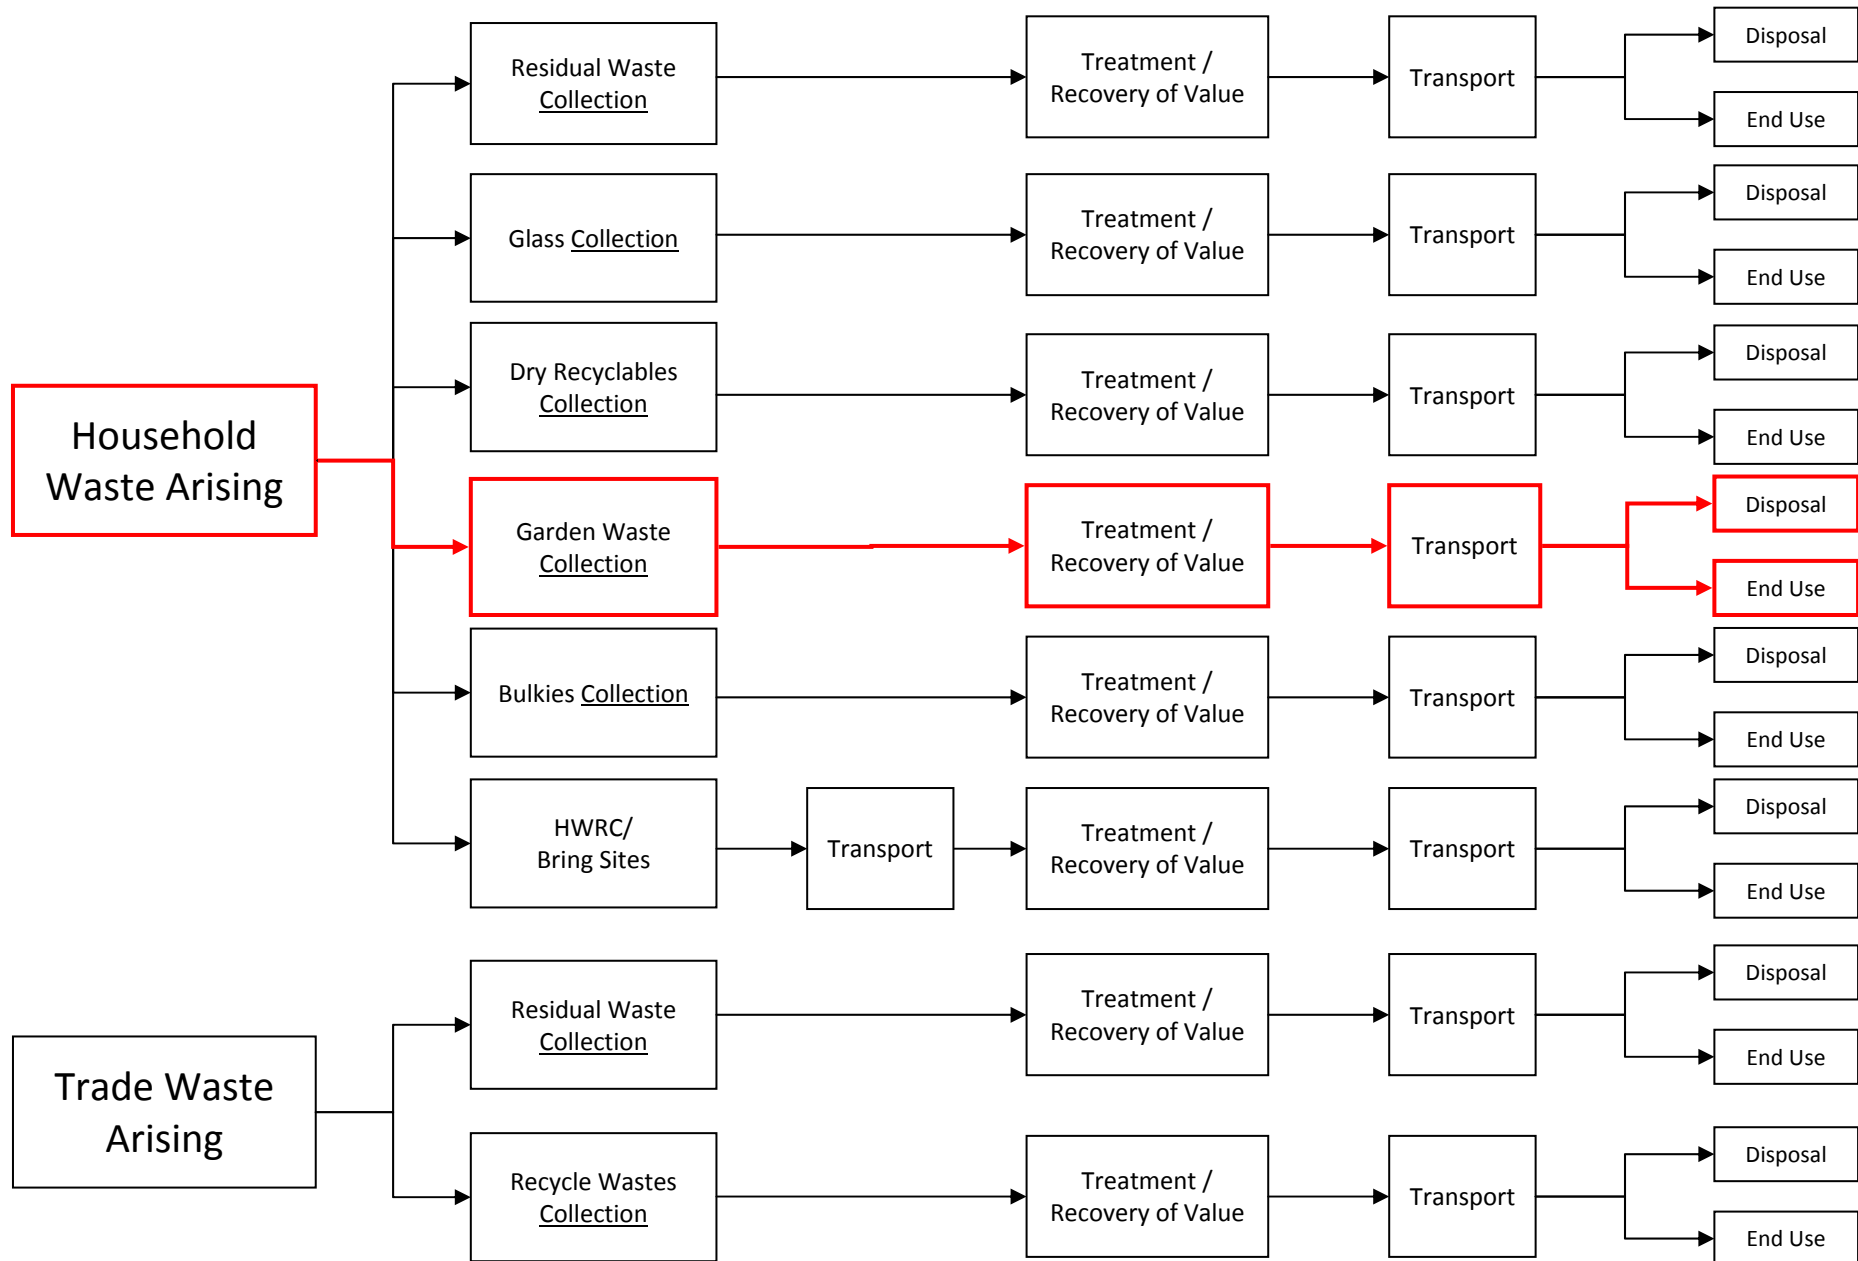 Residual Waste
Collection
Treatment /
Recovery of Value
Transport
Disposal
End Use
Glass Collection
Treatment /
Recovery of Value
Transport
Disposal
End Use
Dry Recyclables
Collection
Treatment /
Recovery of Value
Transport
Disposal
End Use
Household
Waste Arising
Garden Waste
Collection
Treatment /
Recovery of Value
Transport
Disposal
End Use
Bulkies Collection
Treatment /
Recovery of Value
Transport
Disposal
End Use
HWRC/
Bring Sites
Transport
Treatment /
Recovery of Value
Transport
Disposal
End Use
Trade Waste
Arising
Residual Waste
Collection
Treatment /
Recovery of Value
Transport
Disposal
End Use
Recycle Wastes
Collection
Treatment /
Recovery of Value
Transport
Disposal
End Use